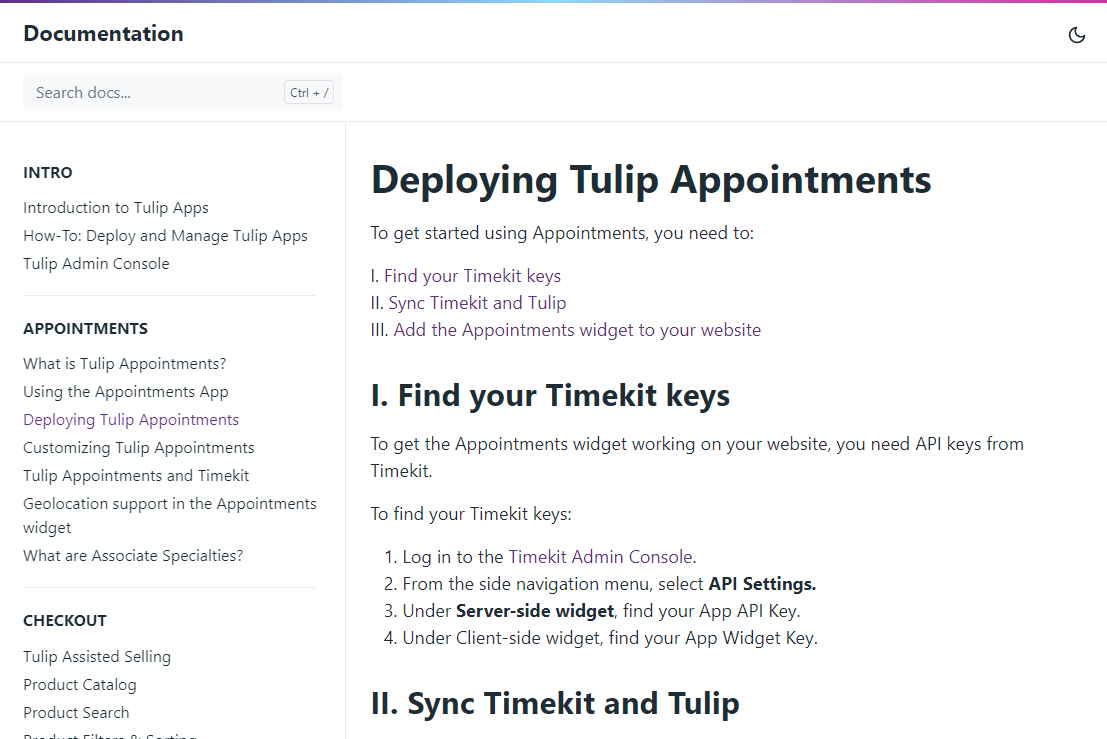 Documentation
Search docs...
Ctrl + /
INTRO
Introduction to Tulip Apps
How-To: Deploy and Manage Tulip Apps
Tulip Admin Console
APPOINTMENTS
What is Tulip Appointments?
Using the Appointments App
Deploying Tulip Appointments
Customizing Tulip Appointments
Tulip Appointments and Timekit
Geolocation support in the Appointments
widget
What are Associate Specialties?
CHECKOUT
Tulip Assisted Selling
Product Catalog
Product Search
Product Filters & Sorting
Deploying Tulip Appointments
To get started using Appointments, you need to:
I. Find your Timekit keys
II. Sync Timekit and Tulip
III. Add the Appointments widget to your website
I. Find your Timekit keys
To get the Appointments widget working on your website, you need API keys from
Timekit.
To find your Timekit keys:
1. Log in to the Timekit Admin Console.
2. From the side navigation menu, select API Settings.
3. Under Server-side widget, find your App API Key.
4. Under Client-side widget, find your App Widget Key.
II. Sync Timekit and Tulip